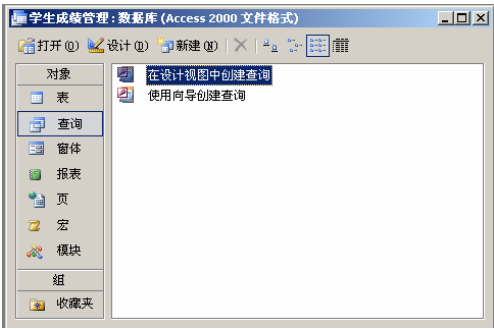 学生成绩管理:数据库(Access 2000 文件格式)
打开(O) 设计(D) 新建(N)
对象
表
查询
窗体
报表
页
宏
模块
组
收藏夹
在设计视图中创建查询
使用向导创建查询